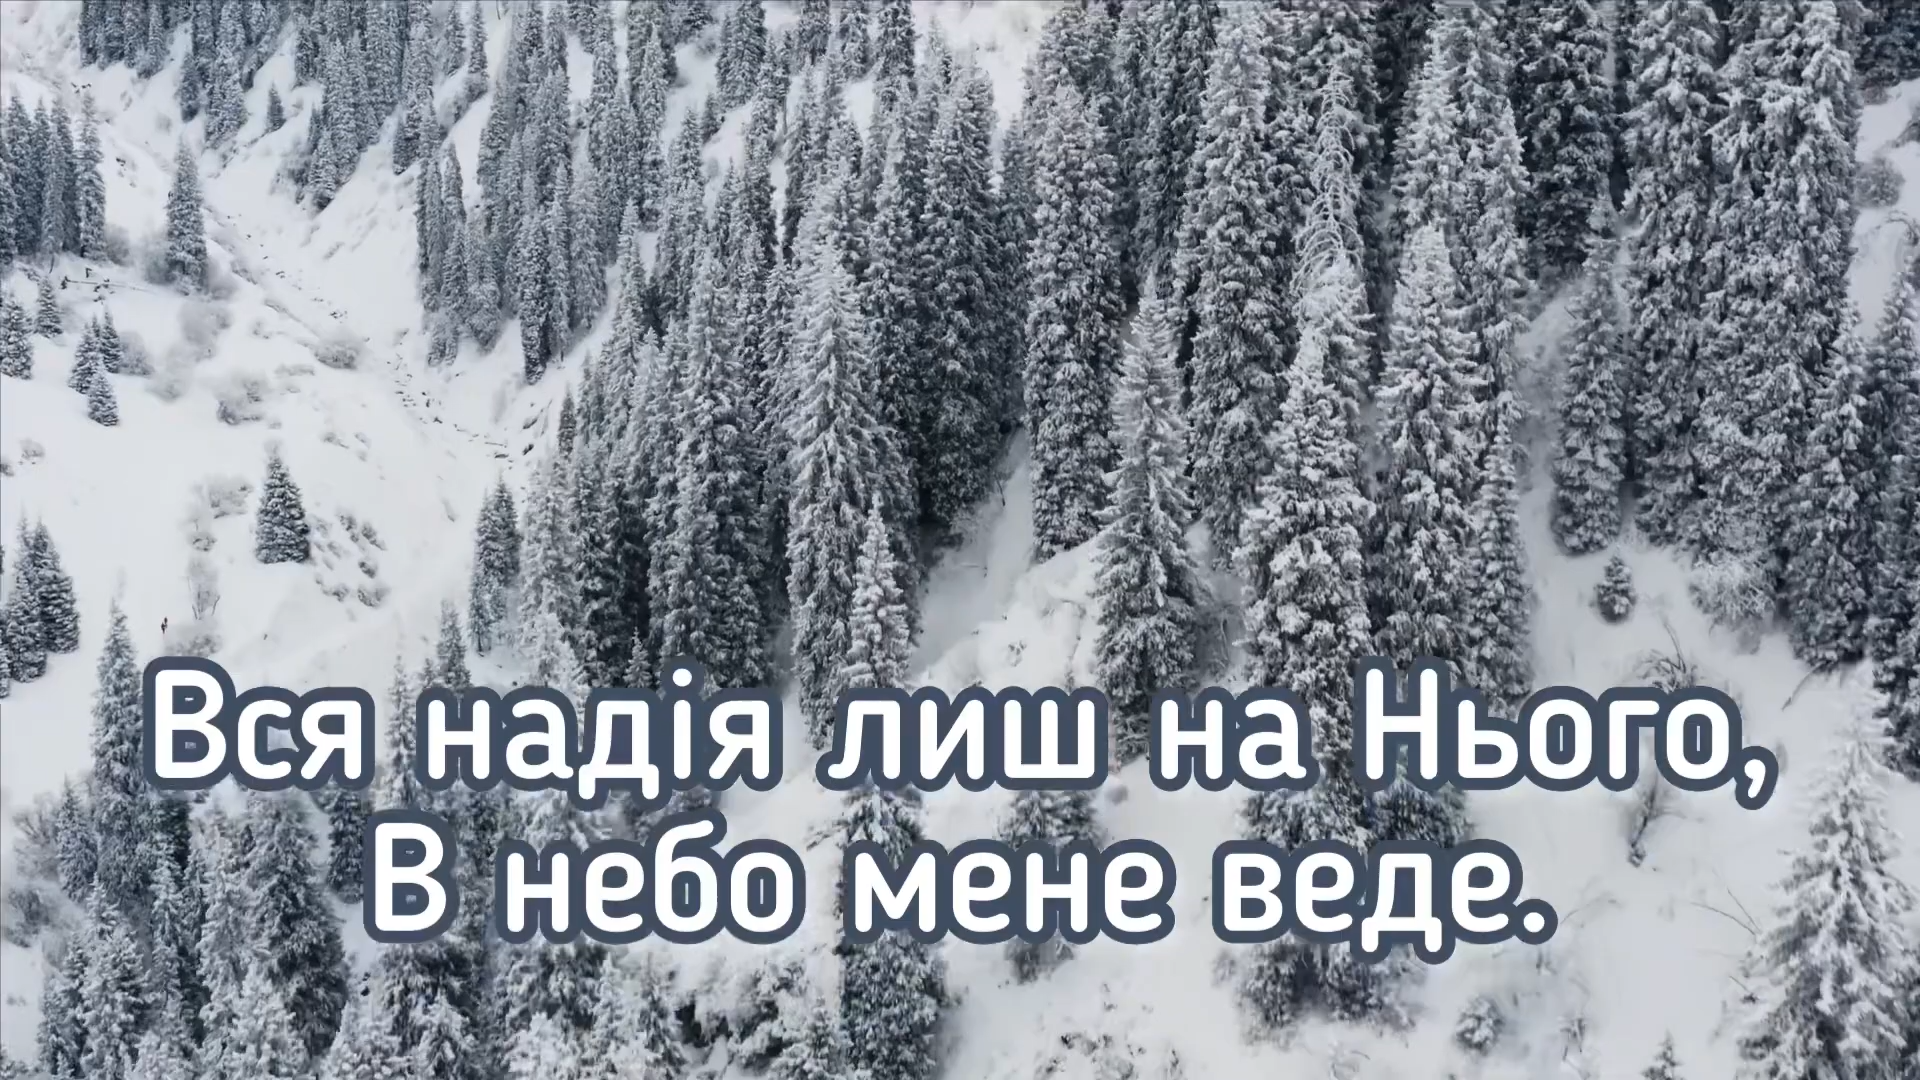 Вся надія лиш на Нього,
В небо мене веде.